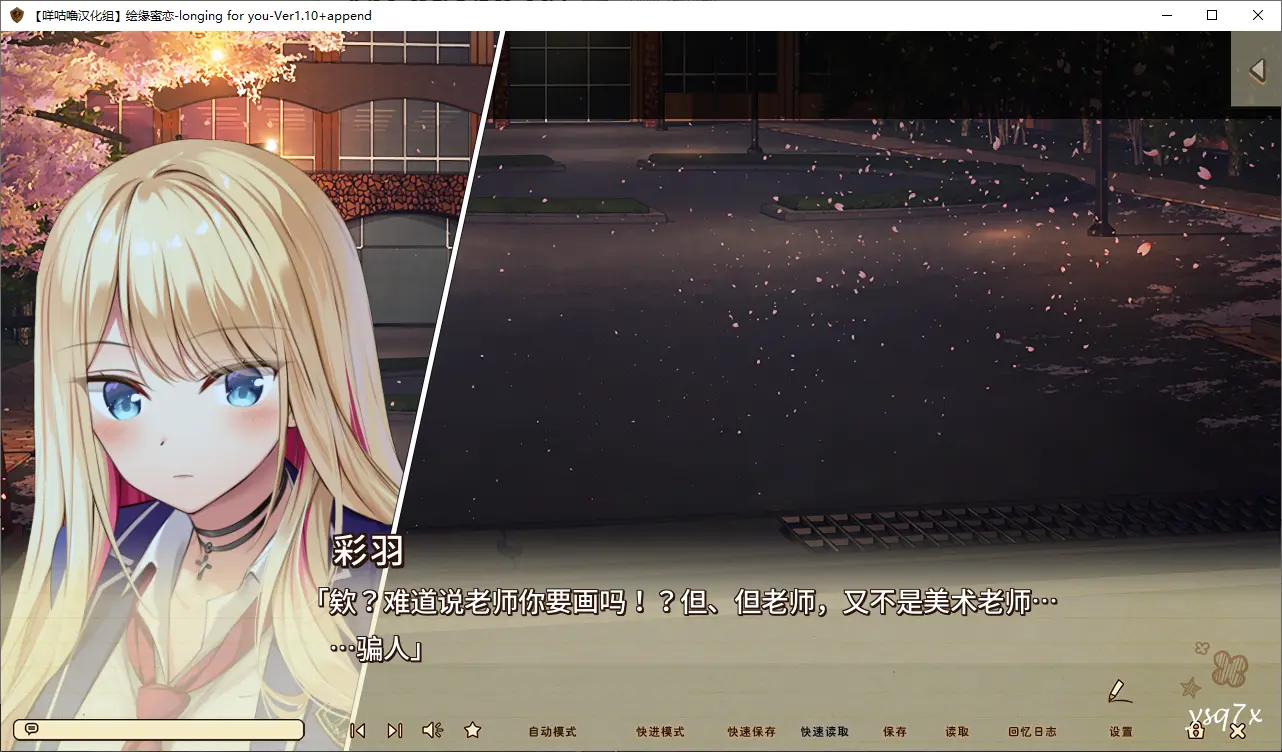 【咩咕噜汉化组】绘缘蜜恋-longing for you-Ver1.10+append
彩羽
「欸？难道说老师你要画吗！？但、但老师，又不是美术老师…
…骗人」
自动模式 快进模式 快速保存 快速读取 保存 读取 回忆日志 设置
ysq7x